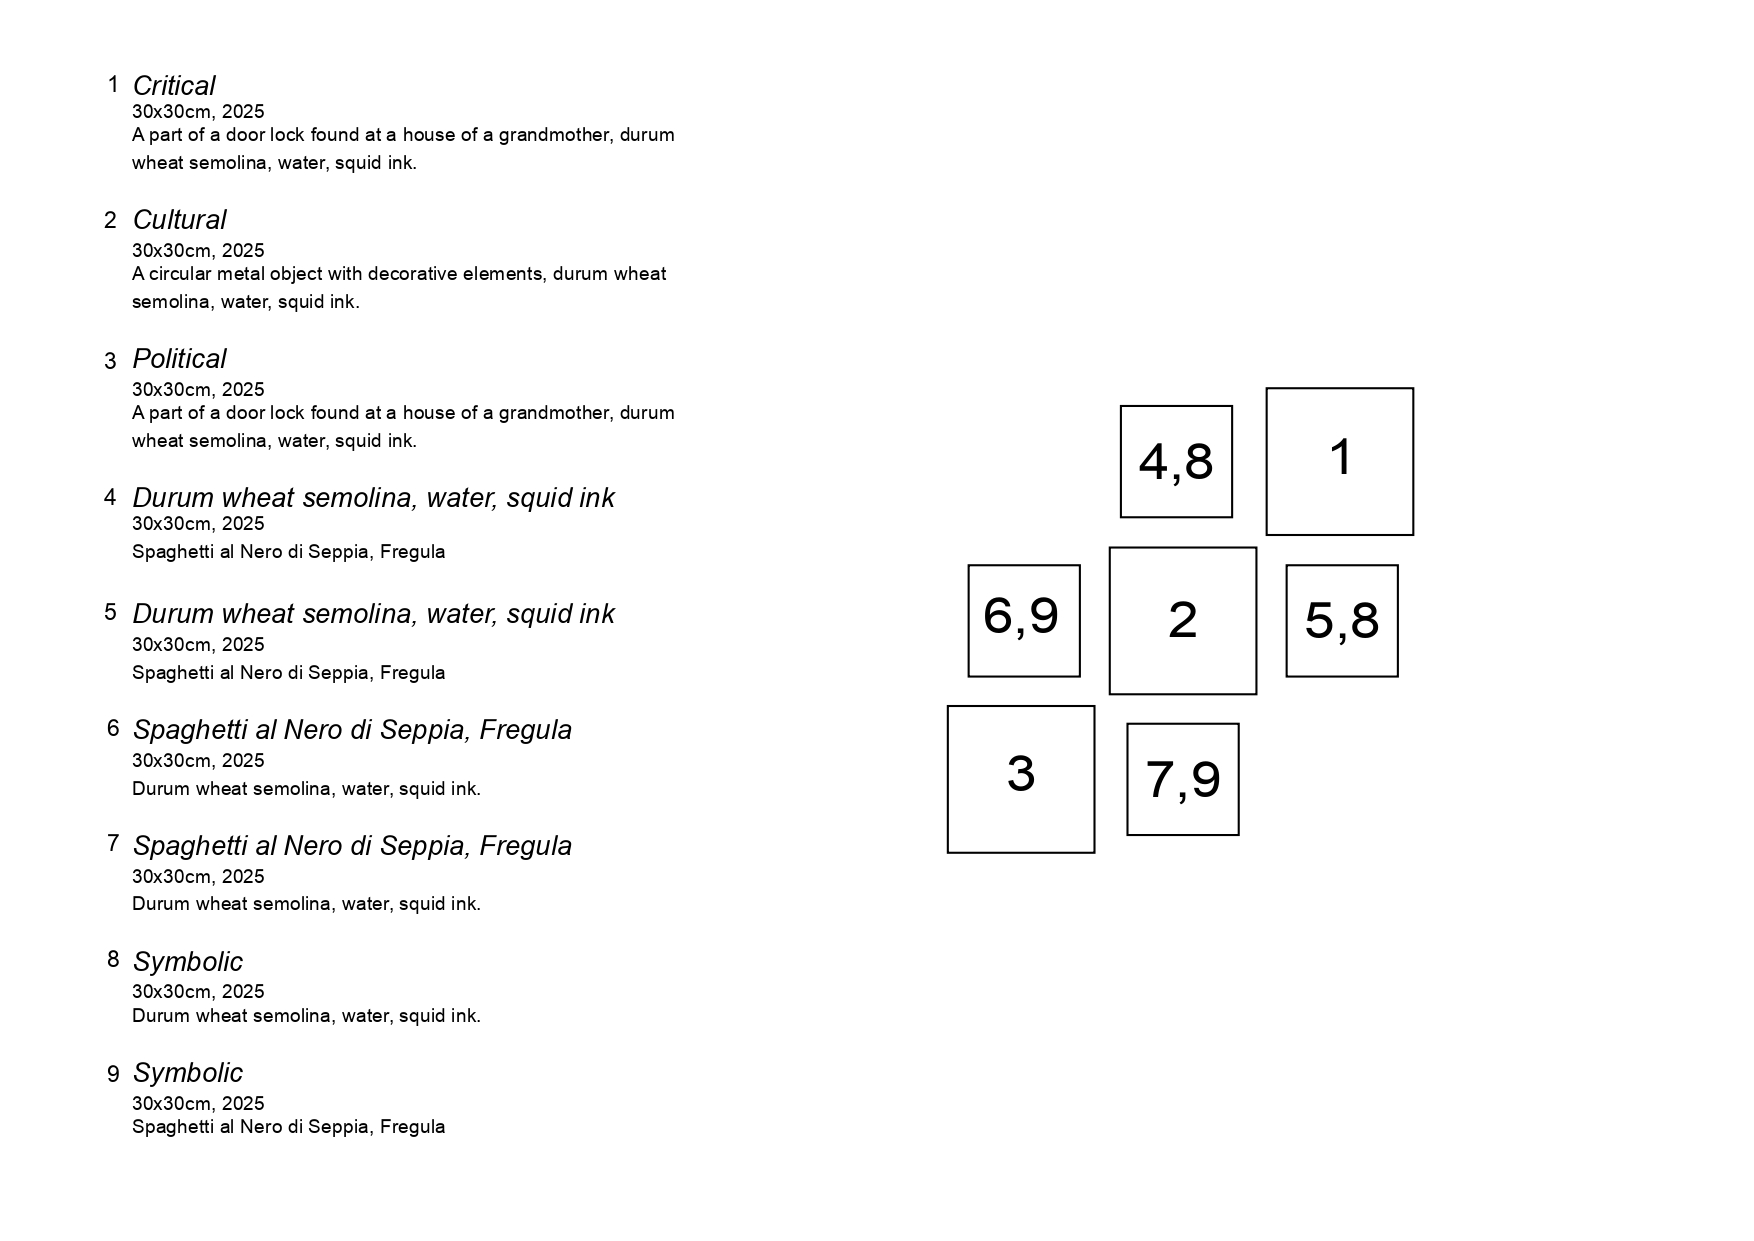 1 Critical
30x30cm, 2025
A part of a door lock found at a house of a grandmother, durum
wheat semolina, water, squid ink.
2 Cultural
30x30cm, 2025
A circular metal object with decorative elements, durum wheat
semolina, water, squid ink.
3 Political
30x30cm, 2025
A part of a door lock found at a house of a grandmother, durum
wheat semolina, water, squid ink.
4 Durum wheat semolina, water, squid ink
30x30cm, 2025
Spaghetti al Nero di Seppia, Fregula
5 Durum wheat semolina, water, squid ink
30x30cm, 2025
Spaghetti al Nero di Seppia, Fregula
6 Spaghetti al Nero di Seppia, Fregula
30x30cm, 2025
Durum wheat semolina, water, squid ink.
7 Spaghetti al Nero di Seppia, Fregula
30x30cm, 2025
Durum wheat semolina, water, squid ink.
8 Symbolic
30x30cm, 2025
Durum wheat semolina, water, squid ink.
9 Symbolic
30x30cm, 2025
Spaghetti al Nero di Seppia, Fregula
4,8
1
6,9
2
5,8
3
7,9